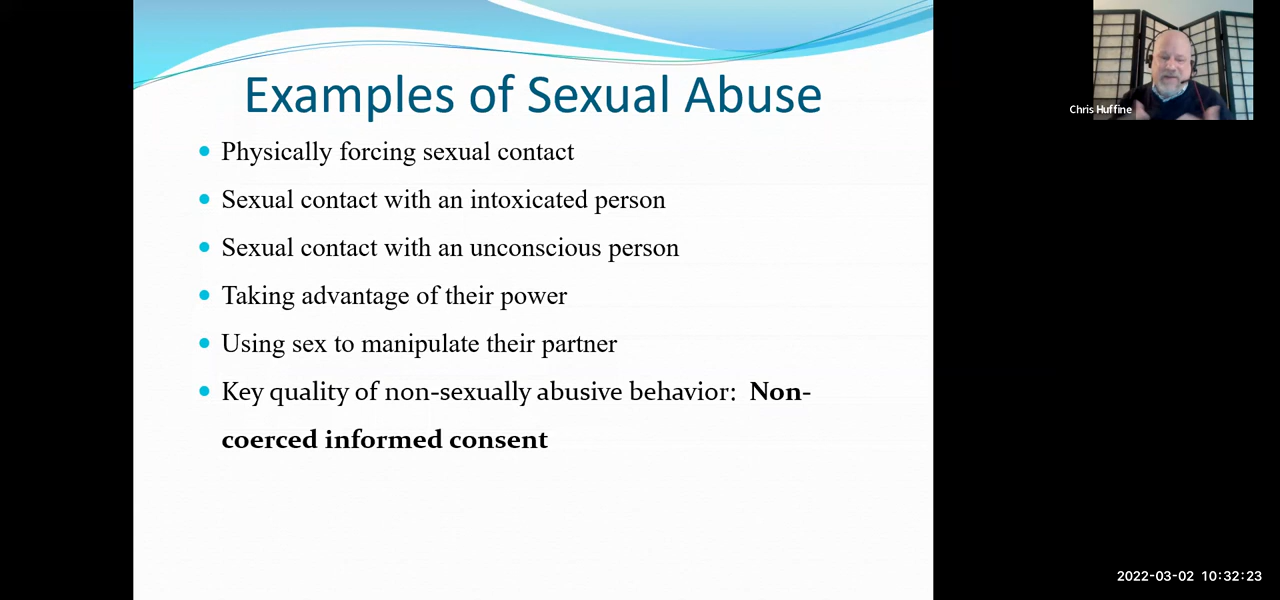 Examples of Sexual Abuse
Physically forcing sexual contact
Sexual contact with an intoxicated person
Sexual contact with an unconscious person
Taking advantage of their power
Using sex to manipulate their partner
Key quality of non-sexually abusive behavior: Non-
coerced informed consent
Chris Huffine
2022-03-02 10:32:23